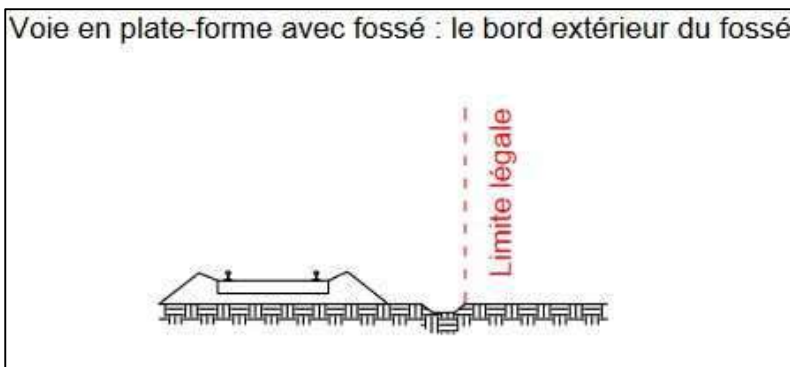 Voie en plate-forme avec fossé : le bord extérieur du fossé
Limite légale